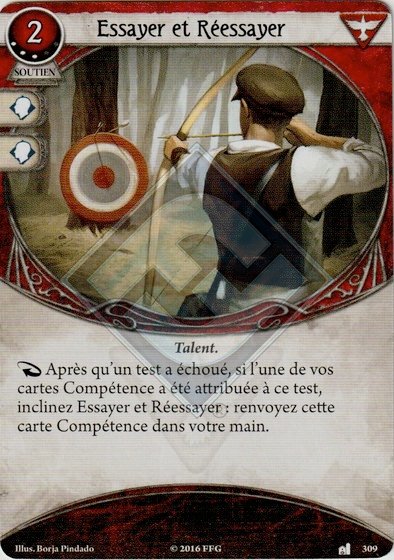 Essayer et Réessayer
2
SOUTIEN
Talent.
Après qu'un test a échoué, si l'une de vos
cartes Compétence a été attribuée à ce test,
inclinez Essayer et Réessayer : renvoyez cette
carte Compétence dans votre main.
Illus. Borja Pindado
© 2016 FFG
309